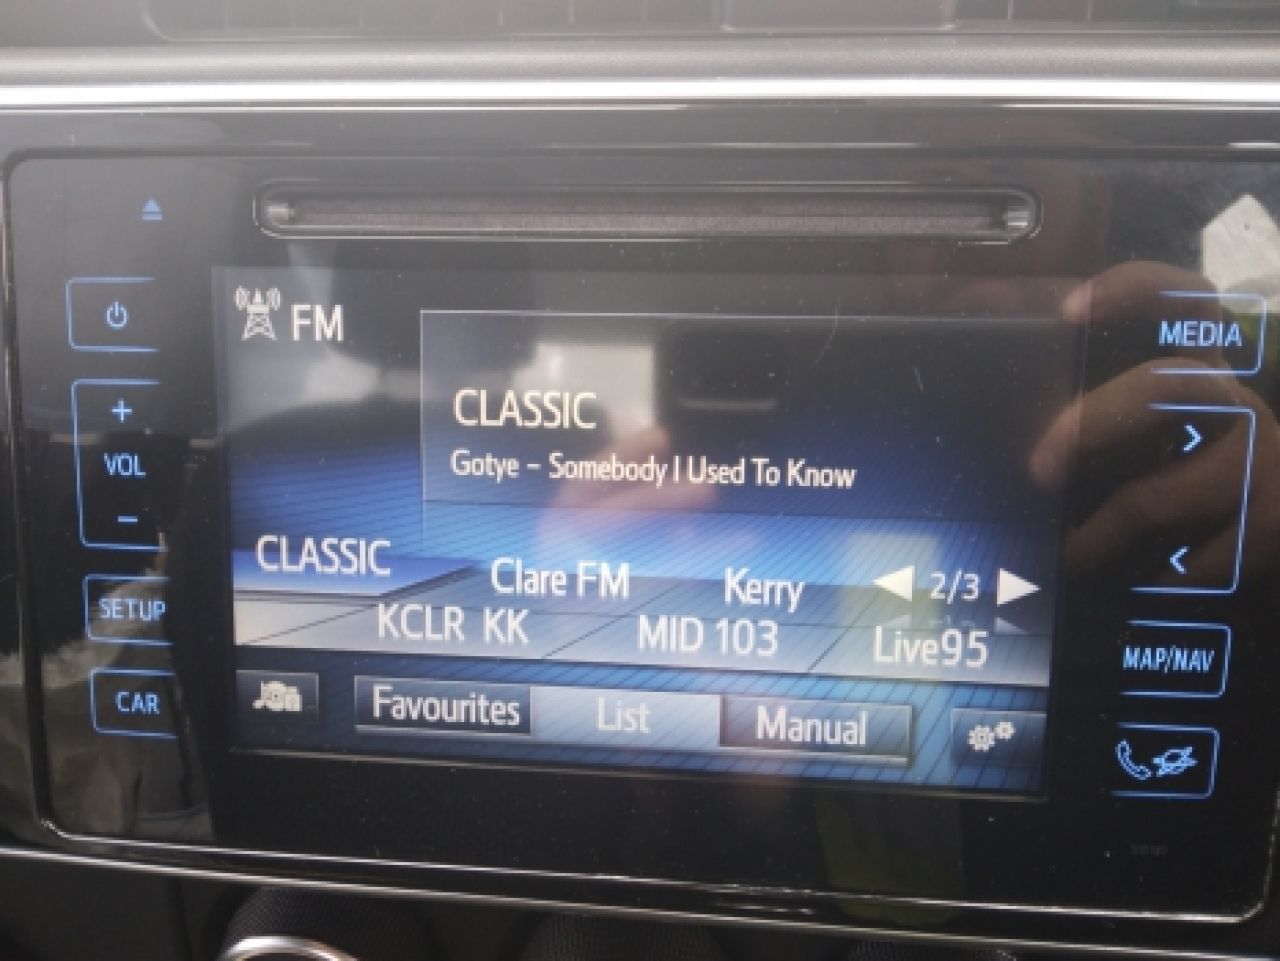 FM
MEDIA
CLASSIC
Gotye – Somebody I Used To Know
VOL
CLASSIC
Clare FM
Kerry
2/3
KCLR KK
MID 103
Live95
SETUP
MAP/NAV
CAR
Favourites
List
Manual